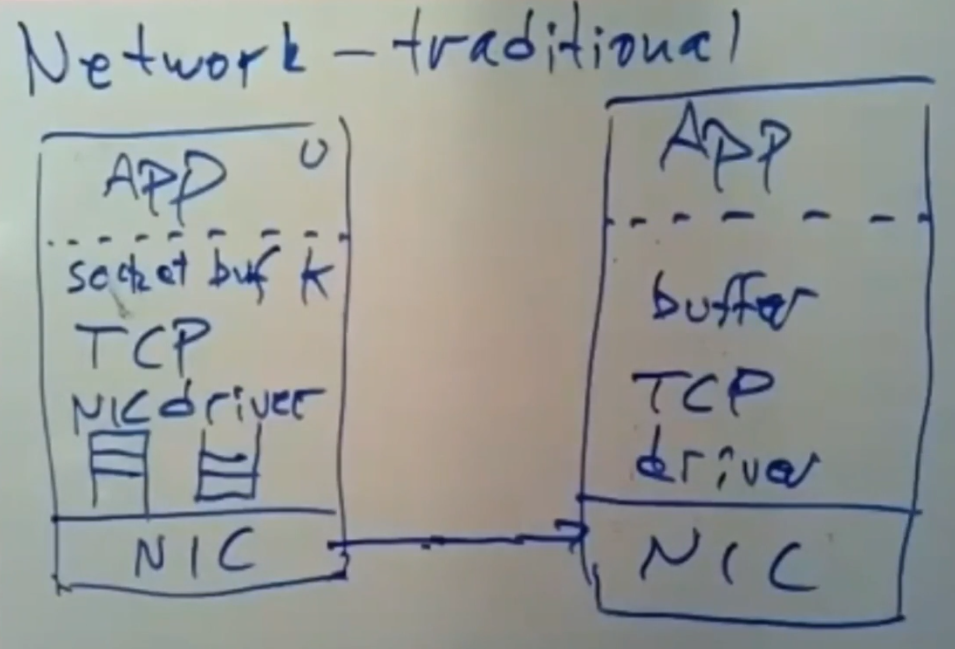 Network - traditional
APP U
socket buf K
TCP
NIC driver
NIC
App
buffer
TCP
driver
NIC